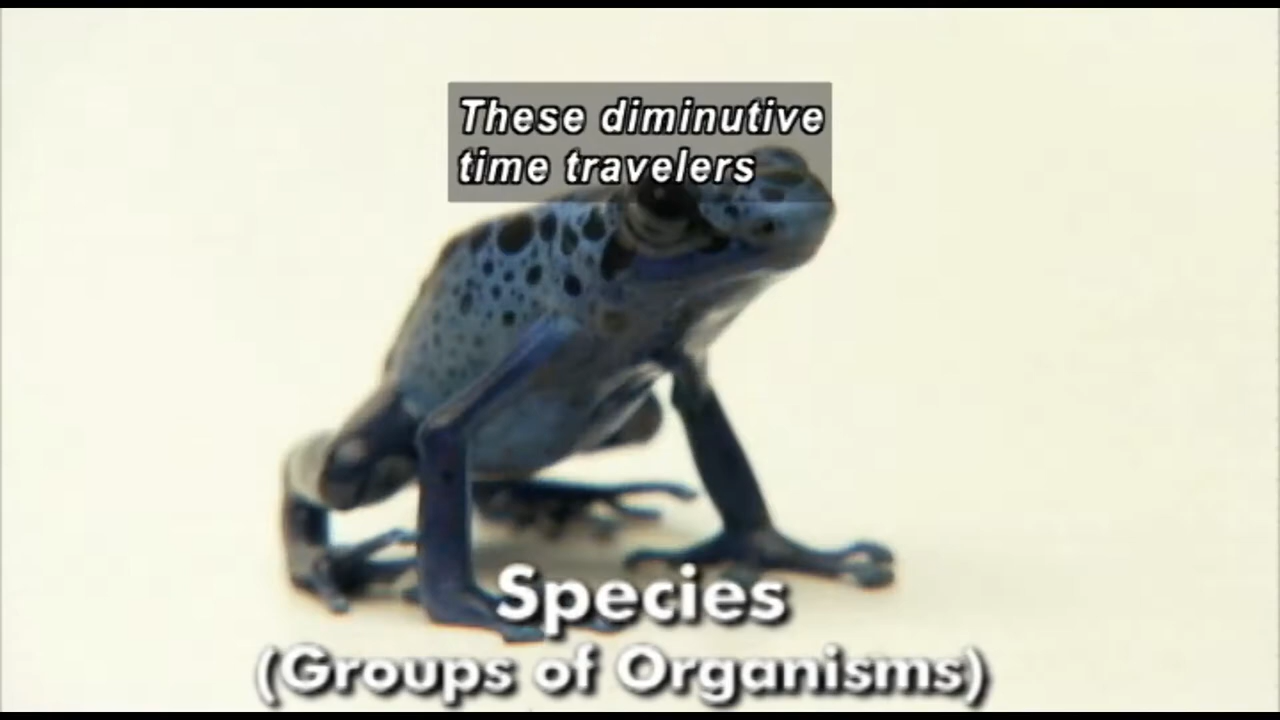 These diminutive
time travelers
Species
(Groups of Organisms)